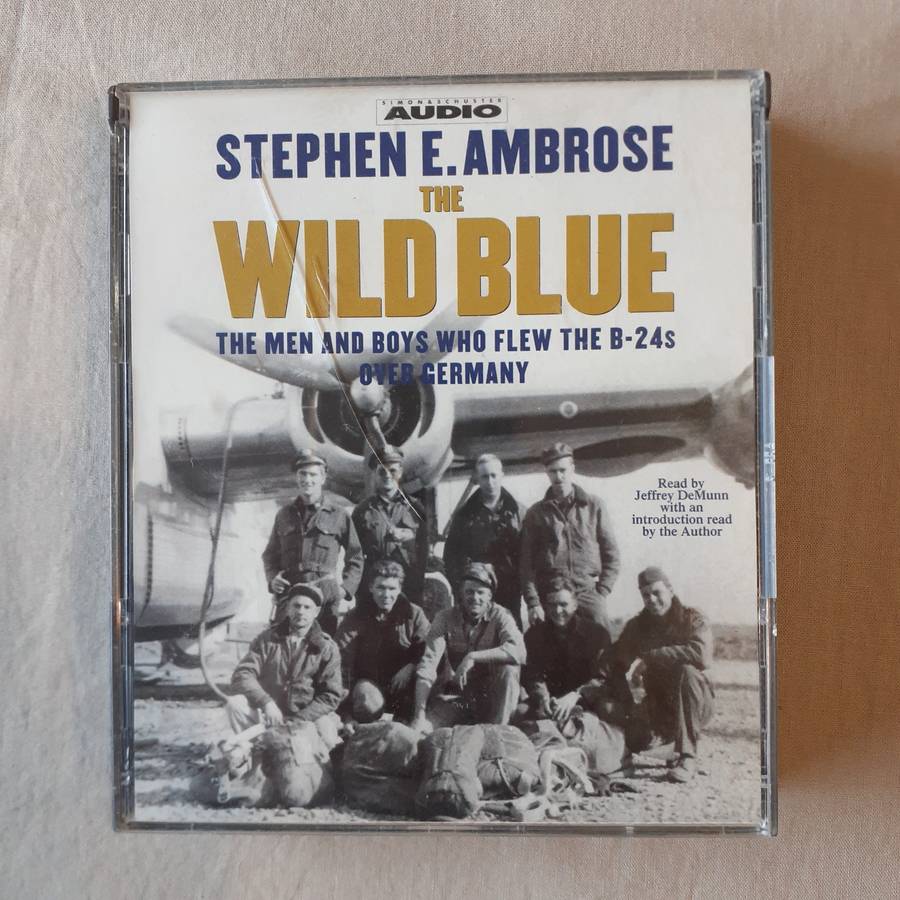 SIMON & SCHUSTER
AUDIO
STEPHEN E. AMBROSE
THE
WILD BLUE
THE MEN AND BOYS WHO FLEW THE B-24s
OVER GERMANY
Read by
Jeffrey DeMunn
with an
introduction read
by the Author